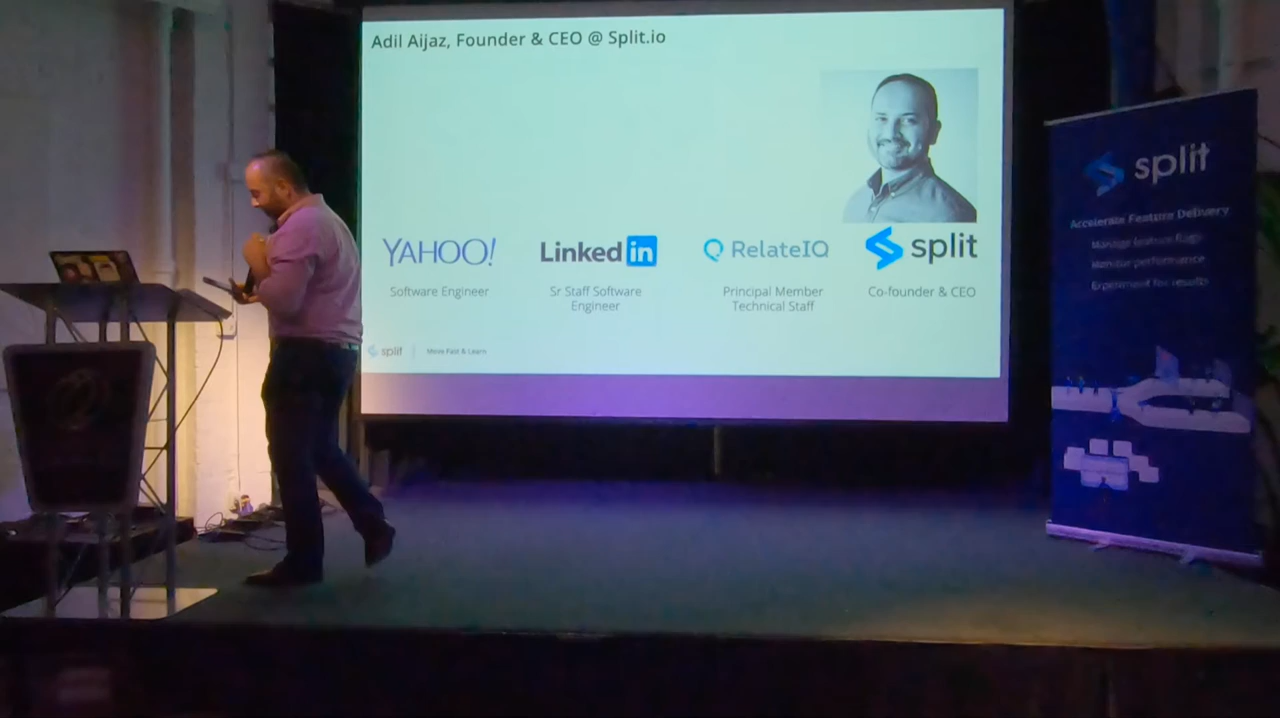 Adil Aijaz, Founder & CEO @ Split.io
YAHOO!
Linked in
RelateIQ
split
Software Engineer
Sr Staff Software
Engineer
Principal Member
Technical Staff
Co-founder & CEO
split
Move Fast & Learn
split
Accelerate Feature Delivery
Manage feature flags
Monitor performance
Experiment for results